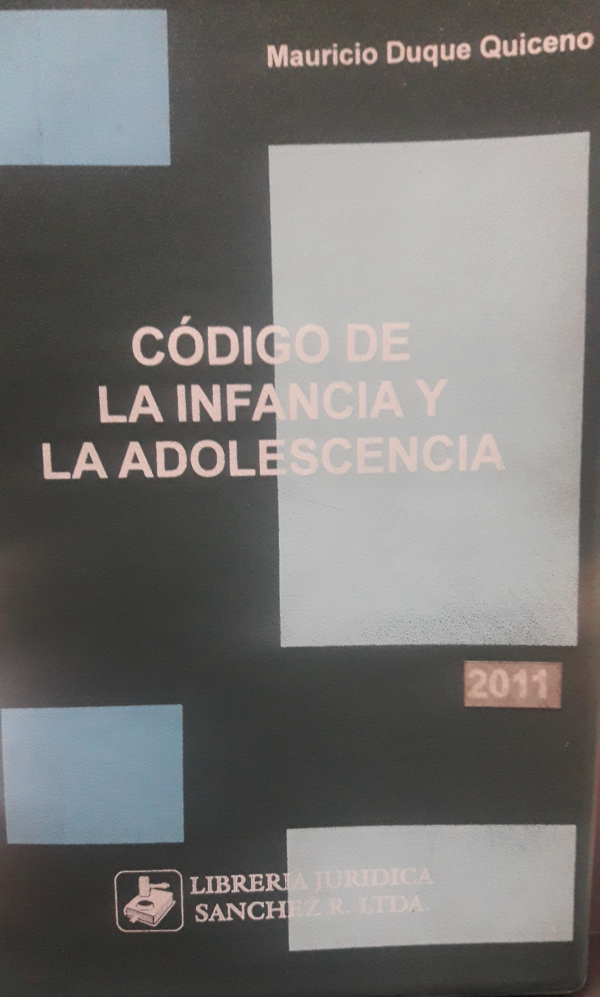 Mauricio Duque Quiceno
CÓDIGO DE
LA INFANCIA Y
LA ADOLESCENCIA
2011
LIBRERIA JURIDICA
SANCHEZ R. LTDA.